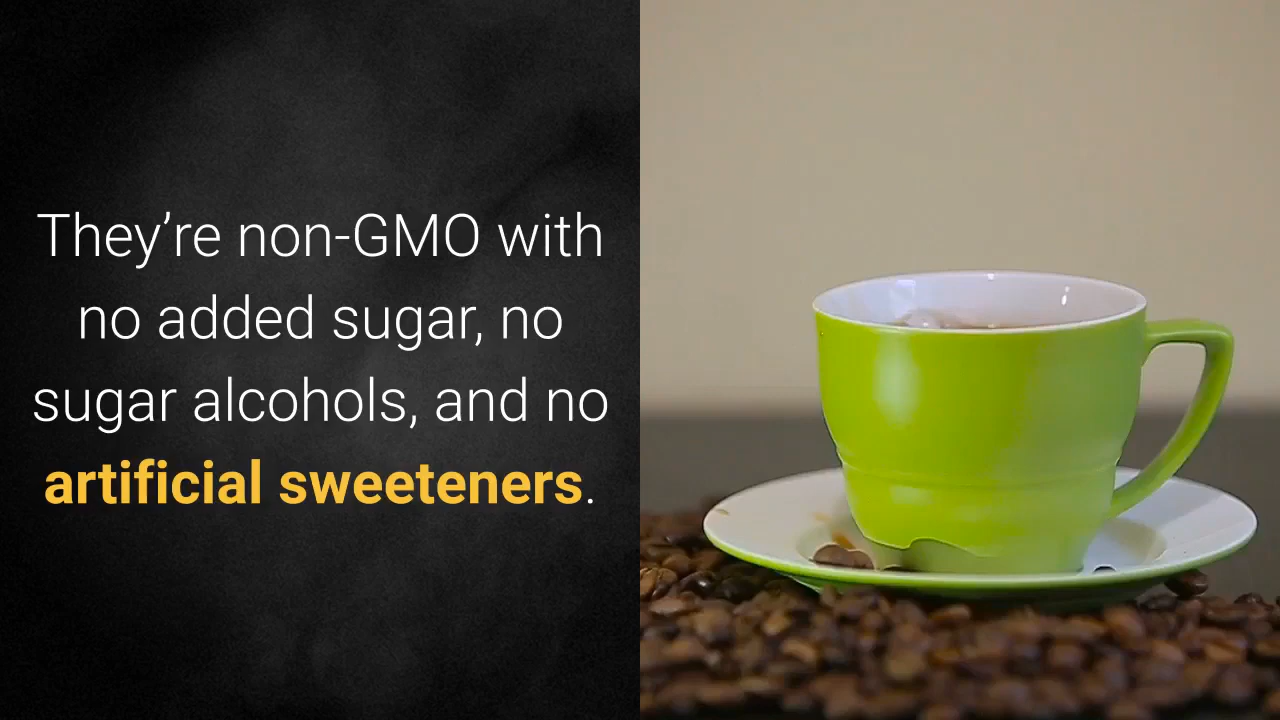 They’re non-GMO with
no added sugar, no
sugar alcohols, and no
artificial sweeteners.